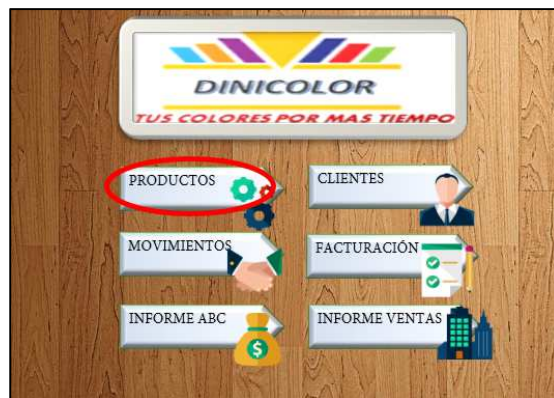 DINICOLOR
TUS COLORES POR MAS TIEMPO
PRODUCTOS
CLIENTES
MOVIMIENTOS
FACTURACIÓN
INFORME ABC
INFORME VENTAS
$